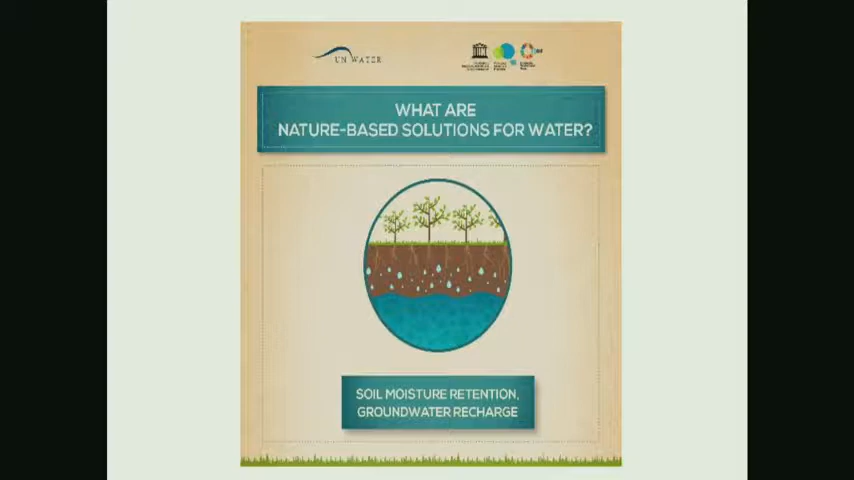 UN WATER
WHAT ARE
NATURE-BASED SOLUTIONS FOR WATER?
SOIL MOISTURE RETENTION,
GROUNDWATER RECHARGE